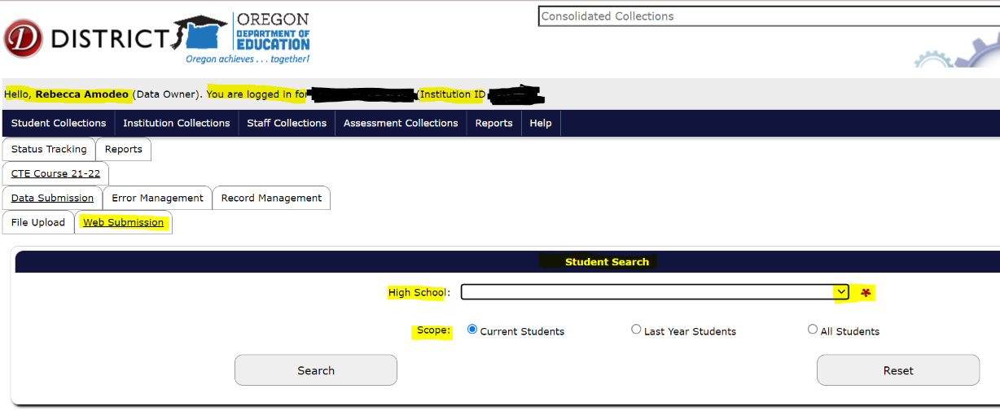 Consolidated Collections
D DISTRICT
OREGON
DEPARTMENT OF
EDUCATION
Oregon achieves . . . together!
Hello, Rebecca Amodeo (Data Owner). You are logged in for (Institution ID
Student Collections Institution Collections Staff Collections Assessment Collections Reports Help
Status Tracking Reports
CTE Course 21-22
Data Submission Error Management Record Management
File Upload Web Submission
Student Search
High School: *
Scope: Current Students Last Year Students All Students
Search Reset